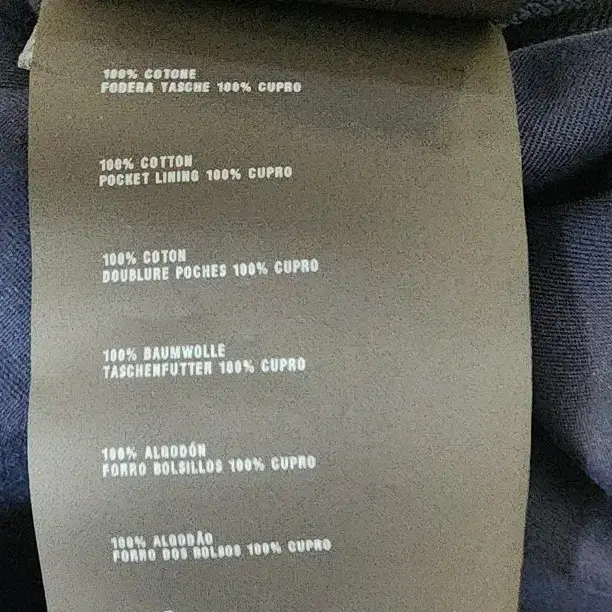 100% COTONE
FODERA TASCHE 100% CUPRO
100% COTTON
POCKET LINING 100% CUPRO
100% COTON
DOUBLURE POCHES 100% CUPRO
100% BAUMWOLLE
TASCHENFUTTER 100% CUPRO
100% ALGODÓN
FORRO BOLSILLOS 100% CUPRO
100% ALGODÃO
FORRO DOS BOLSOS 100% CUPRO